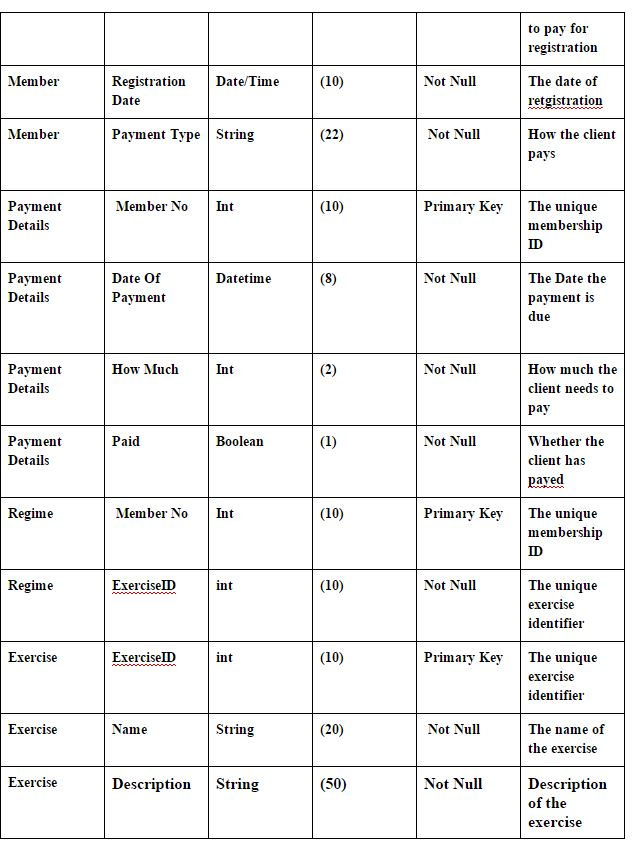 to pay for
registration
Member Registration Date/Time (10) Not Null The date of
Date retgistration
Member Payment Type String (22) Not Null How the client
pays
Payment Member No Int (10) Primary Key The unique
Details membership
ID
Payment Date Of Datetime (8) Not Null The Date the
Details Payment payment is
due
Payment How Much Int (2) Not Null How much the
Details client needs to
pay
Payment Paid Boolean (1) Not Null Whether the
Details client has
payed
Regime Member No Int (10) Primary Key The unique
membership
ID
Regime ExerciseID int (10) Not Null The unique
exercise
identifier
Exercise ExerciseID int (10) Primary Key The unique
exercise
identifier
Exercise Name String (20) Not Null The name of
the exercise
Exercise Description String (50) Not Null Description
of the
exercise